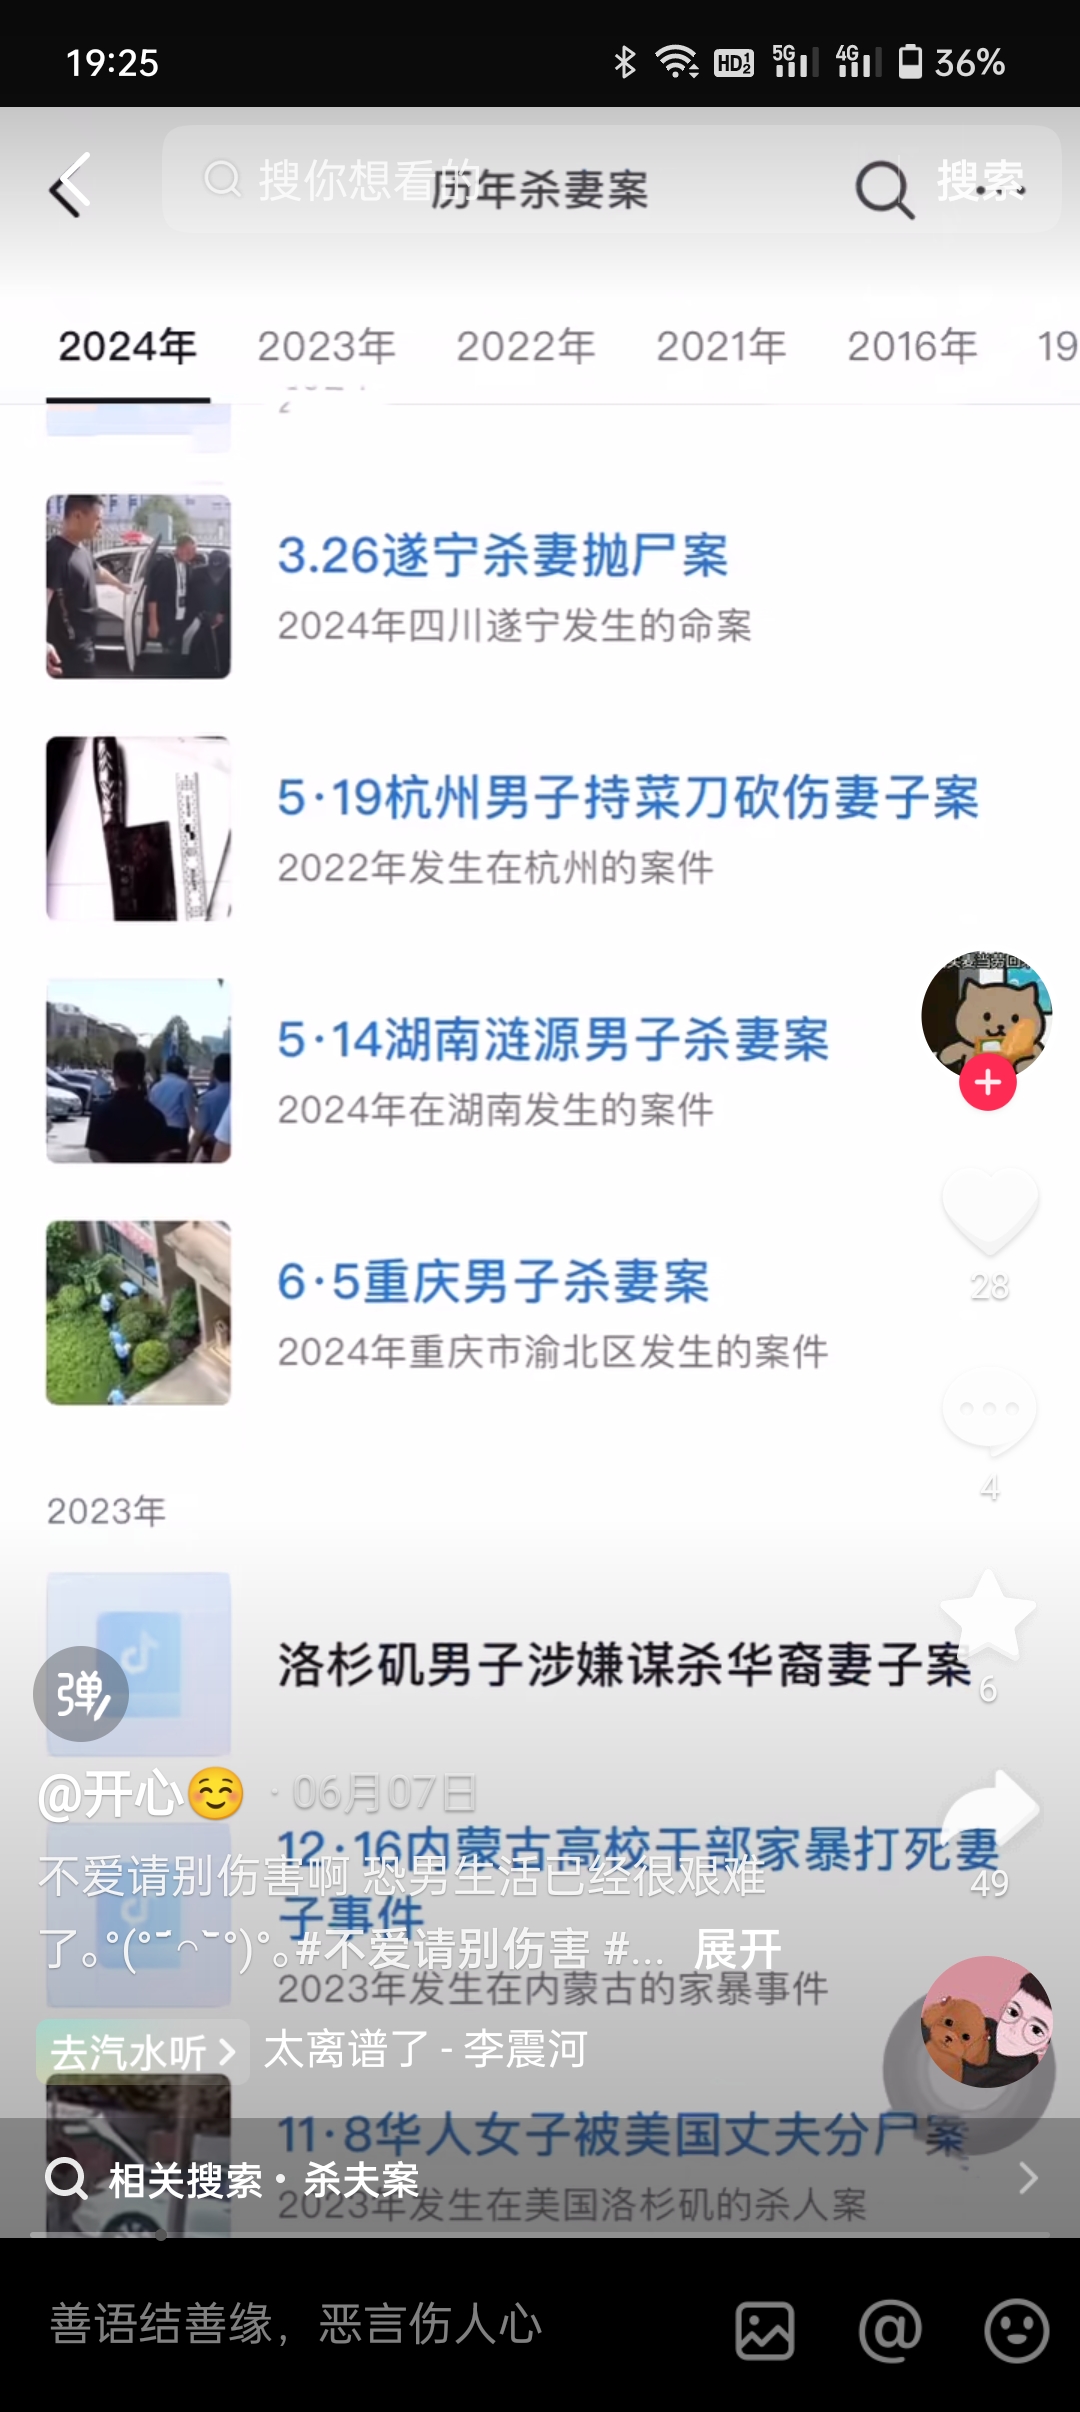 19:25
HD 1 2 5G 4G 36%
搜你想看的
历年杀妻案
搜索
2024年 2023年 2022年 2021年 2016年 19
3.26遂宁杀妻抛尸案
2024年四川遂宁发生的命案
5·19杭州男子持菜刀砍伤妻子案
2022年发生在杭州的案件
5·14湖南涟源男子杀妻案
2024年在湖南发生的案件
6·5重庆男子杀妻案
2024年重庆市渝北区发生的案件
28
4
2023年
洛杉矶男子涉嫌谋杀华裔妻子案
6
弹
@开心☺️ · 06月07日
12·16内蒙古高校干部家暴打死妻
子事件
49
不爱请别伤害啊 恐男生活已经很艰难
了。°(°¯᷄◠¯᷅°)°。#不爱请别伤害 #... 展开
2023年发生在内蒙古的家暴事件
去汽水听 > 太离谱了 - 李震河
11·8华人女子被美国丈夫分尸案
相关搜索 · 杀夫案
2023年发生在美国洛杉矶的杀人案
善语结善缘，恶言伤人心